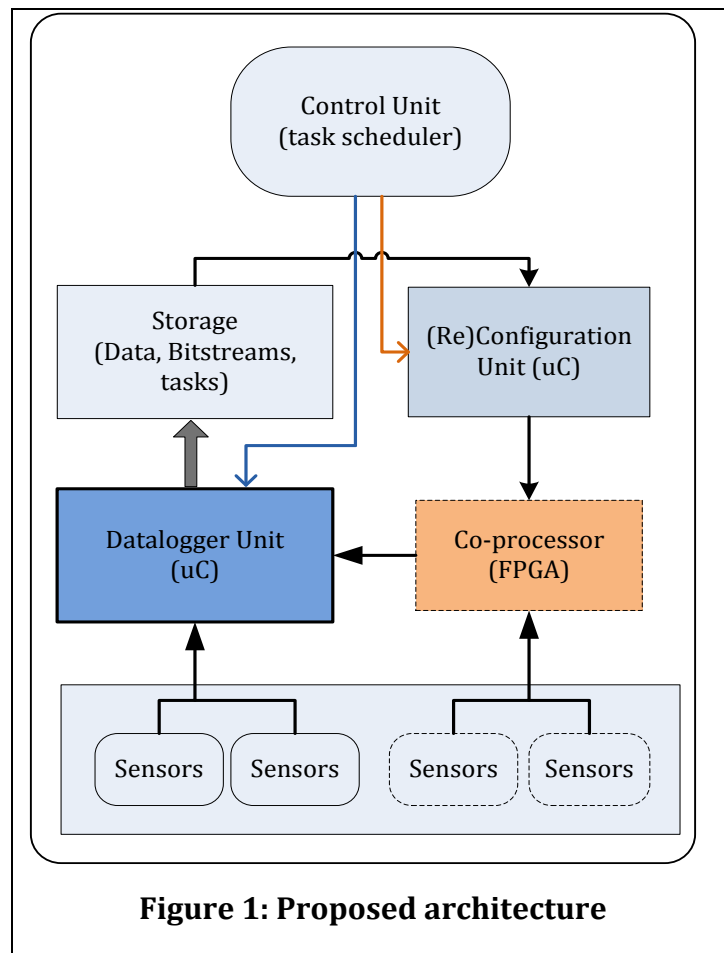 Control Unit
(task scheduler)
Storage
(Data, Bitstreams,
tasks)
(Re)Configuration
Unit (uC)
Datalogger Unit
(uC)
Co-processor
(FPGA)
Sensors
Sensors
Sensors
Sensors
Figure 1: Proposed architecture